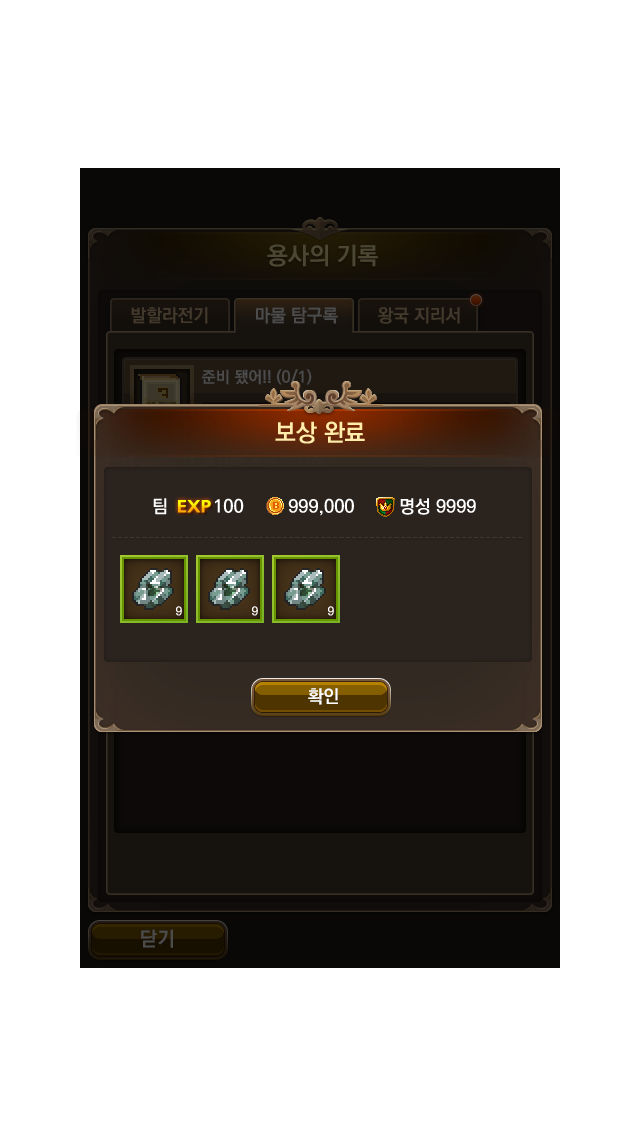 용사의 기록
발할라전기 마물 탐구록 왕국 지리서
준비 됐어!! (0/1)
보상 완료
팀 EXP 100 999,000 명성 9999
9 9 9
확인
닫기